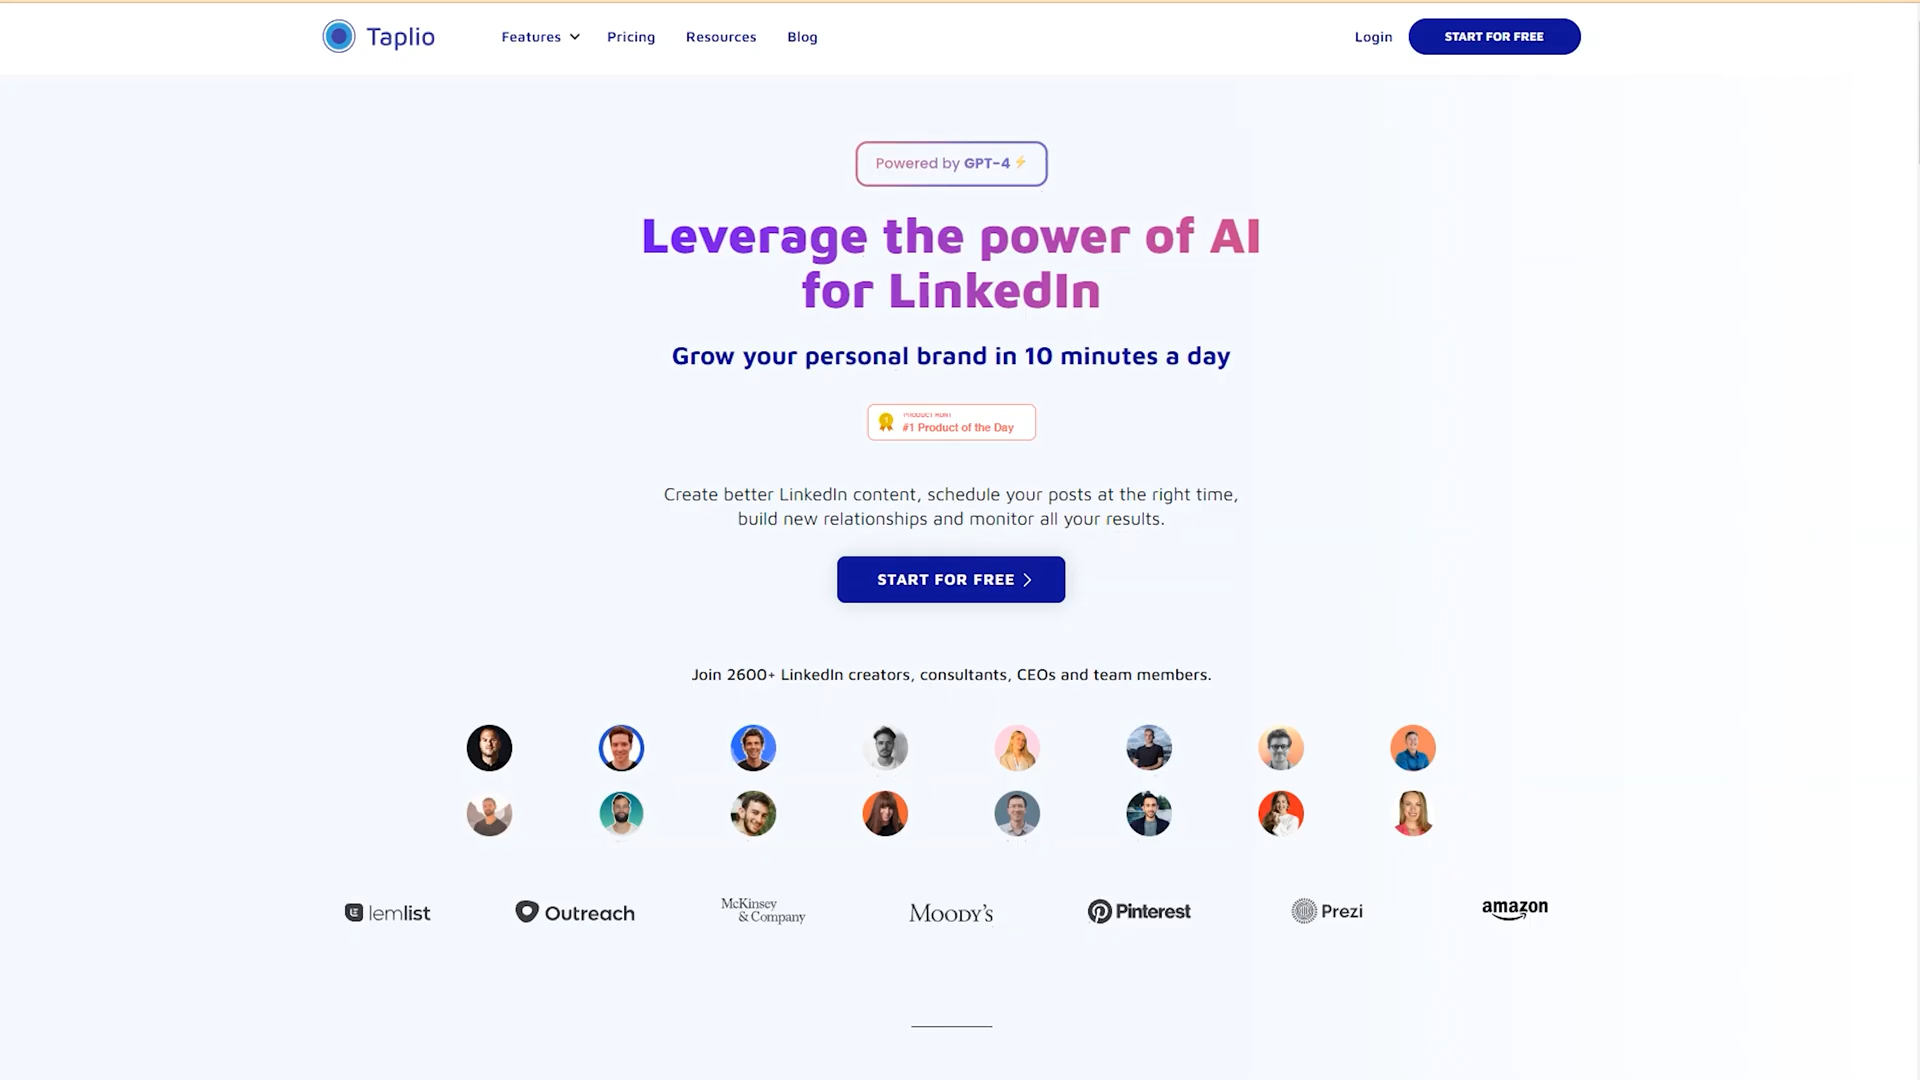 Taplio
Features
Pricing
Resources
Blog
Login
START FOR FREE
Powered by GPT-4
Leverage the power of AI
for LinkedIn
Grow your personal brand in 10 minutes a day
PRODUCT HUNT
#1 Product of the Day
Create better LinkedIn content, schedule your posts at the right time,
build new relationships and monitor all your results.
START FOR FREE
Join 2600+ LinkedIn creators, consultants, CEOs and team members.
lemlist
Outreach
McKinsey
& Company
MOODY'S
Pinterest
Prezi
amazon